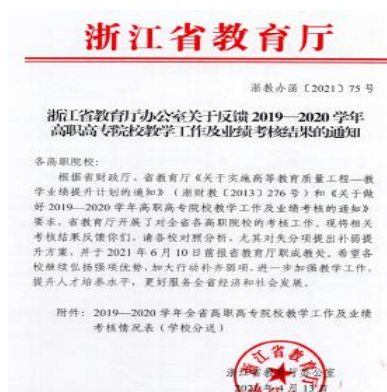 浙江省教育厅
浙教办函〔2021〕75号
浙江省教育厅办公室关于反馈2019—2020学年
高职高专院校教学工作及业绩考核结果的通知
各高职院校：
根据省财政厅、省教育厅《关于实施高等教育质量工程—教
学业绩提升计划的通知》（浙财教〔2013〕276号）和《关于做
好2019—2020学年高职高专院校教学工作及业绩考核的通知》
要求，省教育厅开展了对全省各高职院校的考核工作。现将相关
考核结果反馈你们，请各校对照分析，尤其对失分项提出补弱提
升方案，并于2021年6月10日前报省教育厅职成教处。希望各
校继续弘扬强项优势，加大行动补齐弱项，进一步加强教学工作，
提升人才培养水平，更好服务全省经济和社会发展。
附件：2019—2020学年全省高职高专院校教学工作及业绩
考核情况表（学校分送）
浙江省教育厅办公室